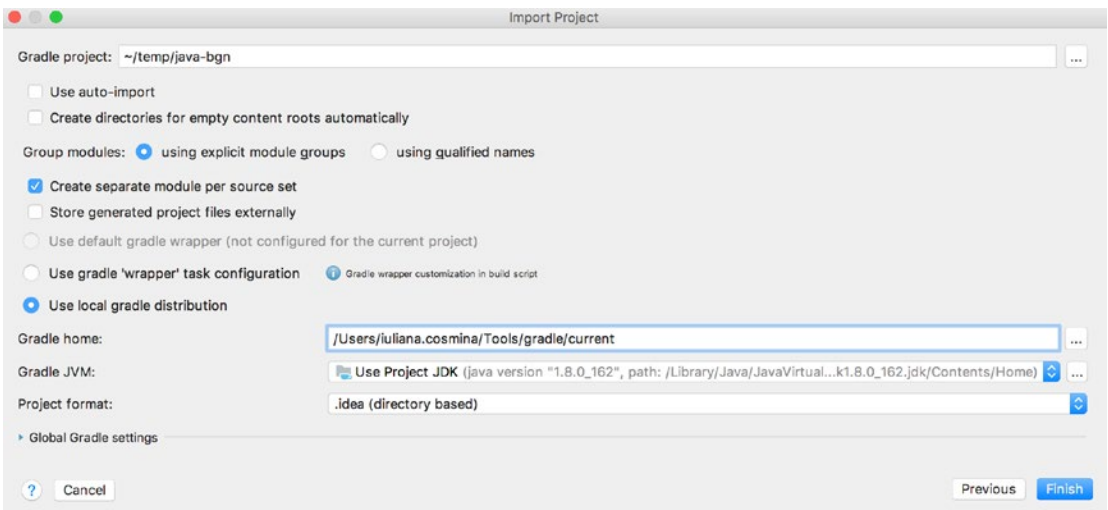 Import Project
Gradle project: ~/temp/java-bgn ...
Use auto-import
Create directories for empty content roots automatically
Group modules: using explicit module groups using qualified names
Create separate module per source set
Store generated project files externally
Use default gradle wrapper (not configured for the current project)
Use gradle 'wrapper' task configuration Gradle wrapper customization in build script
Use local gradle distribution
Gradle home: /Users/iuliana.cosmina/Tools/gradle/current ...
Gradle JVM: Use Project JDK (java version "1.8.0_162", path: /Library/Java/JavaVirtual...k1.8.0_162.jdk/Contents/Home) ...
Project format: .idea (directory based)
Global Gradle settings
? Cancel Previous Finish